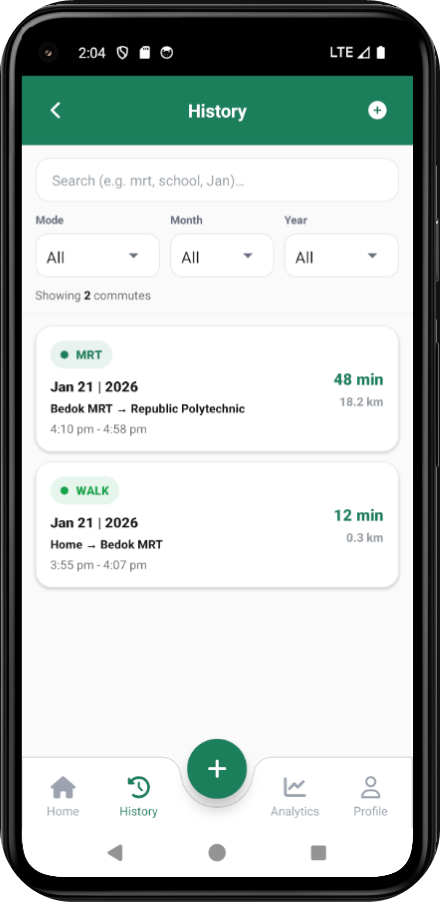 2:04
LTE
History
Search (e.g. mrt, school, Jan)...
Mode Month Year
All All All
Showing 2 commutes
MRT
Jan 21 | 2026
48 min
Bedok MRT → Republic Polytechnic
18.2 km
4:10 pm - 4:58 pm
WALK
Jan 21 | 2026
12 min
Home → Bedok MRT
0.3 km
3:55 pm - 4:07 pm
Home History Analytics Profile